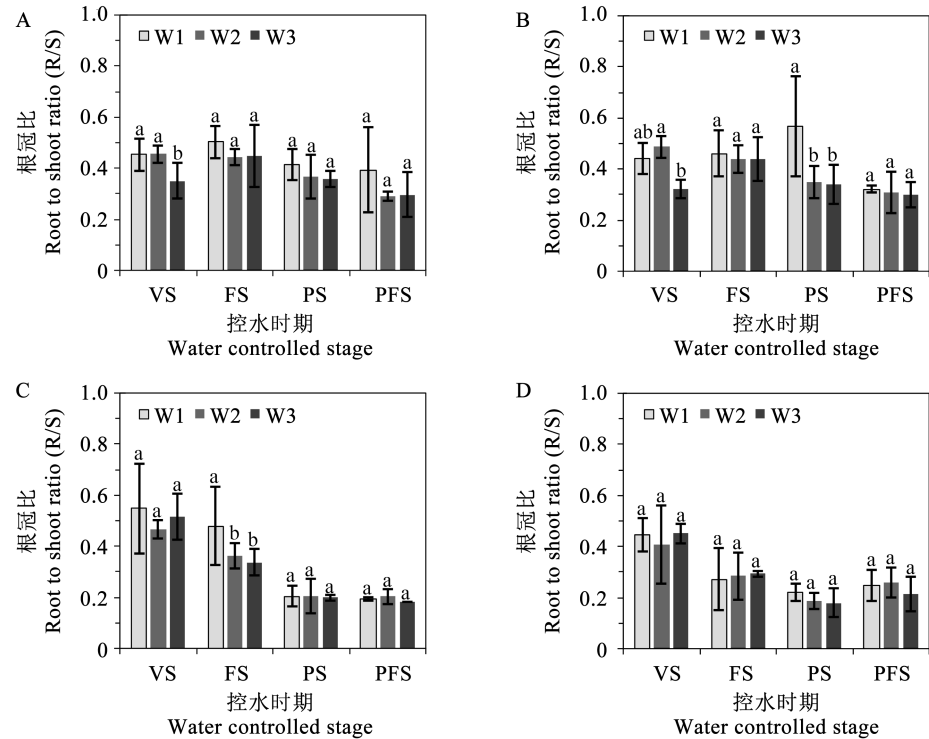 A
1.0
0.8
0.6
0.4
0.2
0
根冠比
Root to shoot ratio (R/S)
W1 W2 W3
a a b a a a a a a a a a
VS FS PS PFS
控水时期
Water controlled stage
B
1.0
0.8
0.6
0.4
0.2
0
根冠比
Root to shoot ratio (R/S)
W1 W2 W3
ab a b a a a a b b a a a
VS FS PS PFS
控水时期
Water controlled stage
C
1.0
0.8
0.6
0.4
0.2
0
根冠比
Root to shoot ratio (R/S)
W1 W2 W3
a a a a b b a a a a a a
VS FS PS PFS
控水时期
Water controlled stage
D
1.0
0.8
0.6
0.4
0.2
0
根冠比
Root to shoot ratio (R/S)
W1 W2 W3
a a a a a a a a a a a a
VS FS PS PFS
控水时期
Water controlled stage